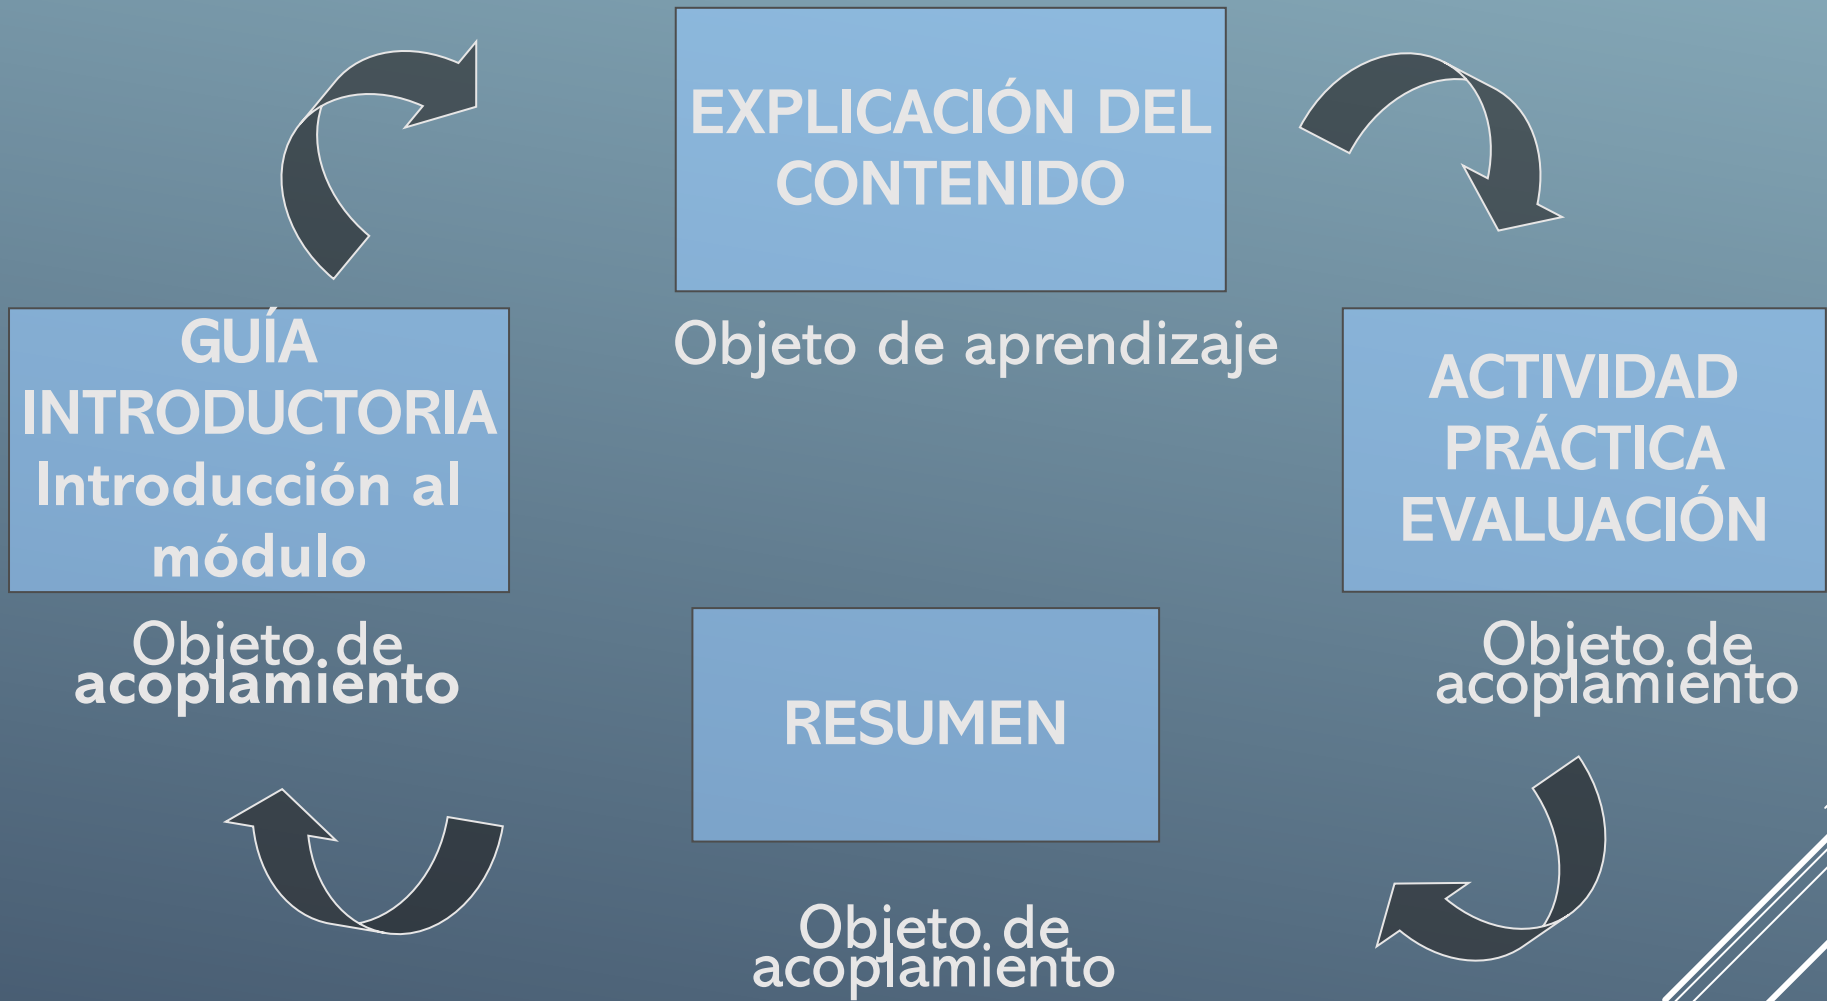 EXPLICACIÓN DEL
CONTENIDO
Objeto de aprendizaje
GUÍA
INTRODUCTORIA
Introducción al
módulo
Objeto de
acoplamiento
ACTIVIDAD
PRÁCTICA
EVALUACIÓN
Objeto de
acoplamiento
RESUMEN
Objeto de
acoplamiento